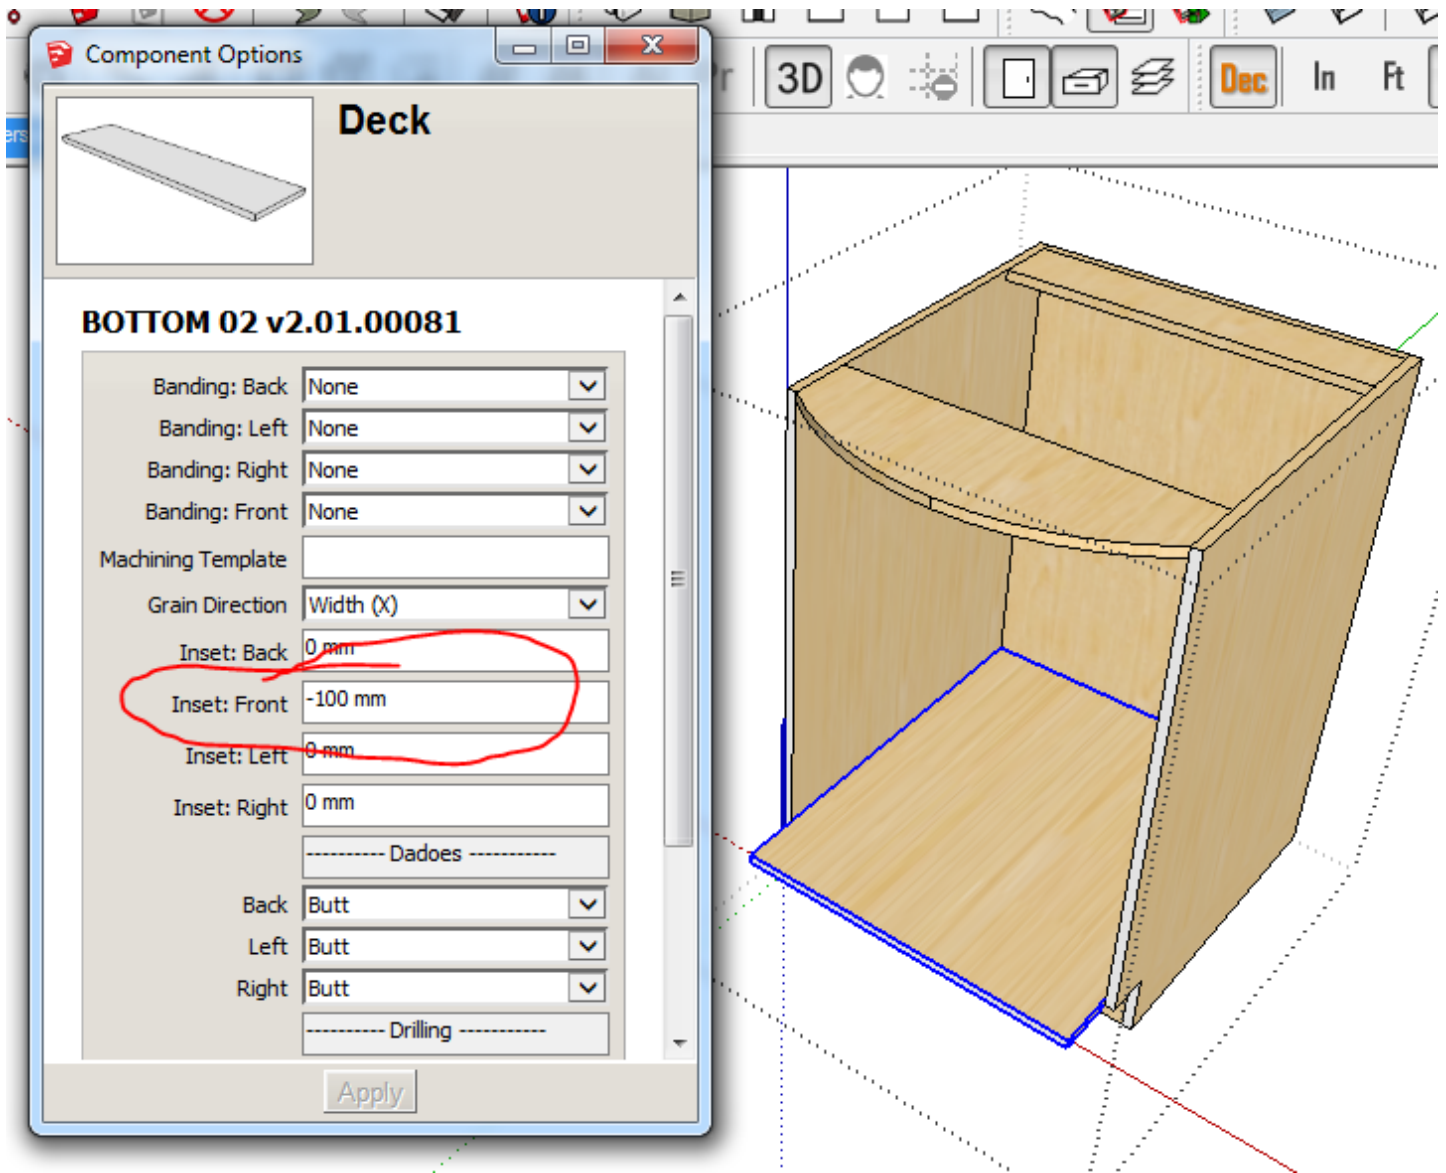 Component Options
3D
Dec
In
Ft
Deck
BOTTOM 02 v2.01.00081
Banding: Back None
Banding: Left None
Banding: Right None
Banding: Front None
Machining Template
Grain Direction Width (X)
Inset: Back 0 mm
Inset: Front -100 mm
Inset: Left 0 mm
Inset: Right 0 mm
---------- Dadoes -----------
Back Butt
Left Butt
Right Butt
---------- Drilling -----------
Apply